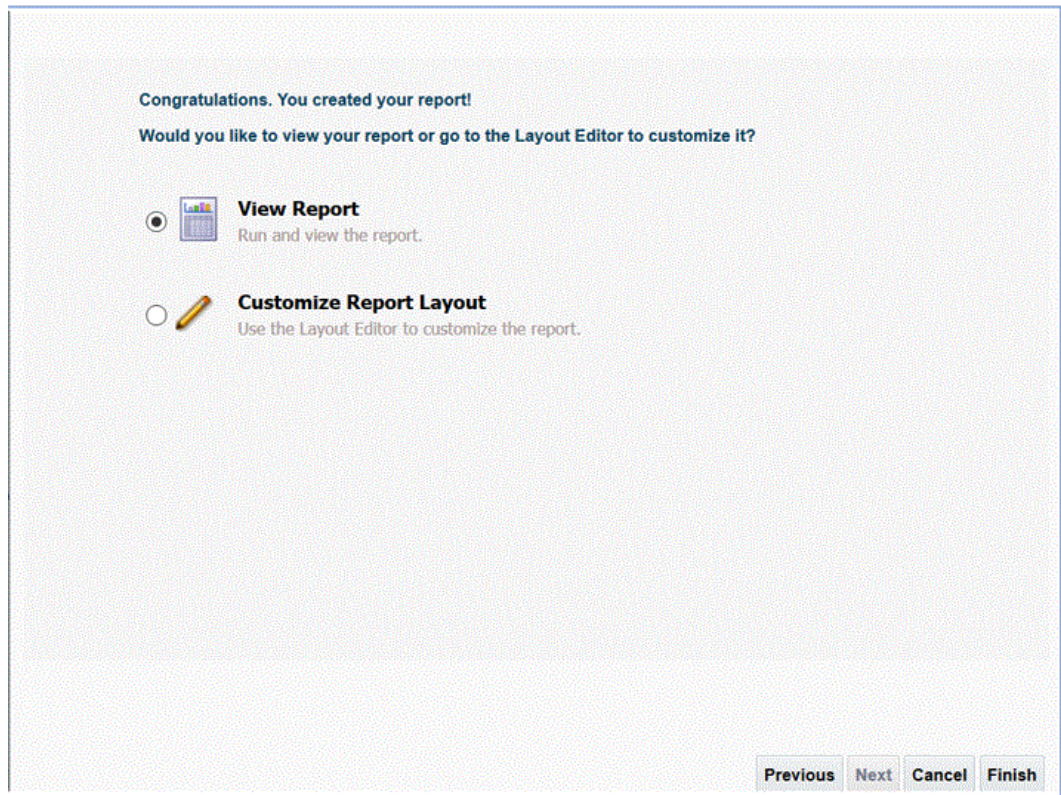 Congratulations. You created your report!
Would you like to view your report or go to the Layout Editor to customize it?
View Report
Run and view the report.
Customize Report Layout
Use the Layout Editor to customize the report.
Previous Next Cancel Finish